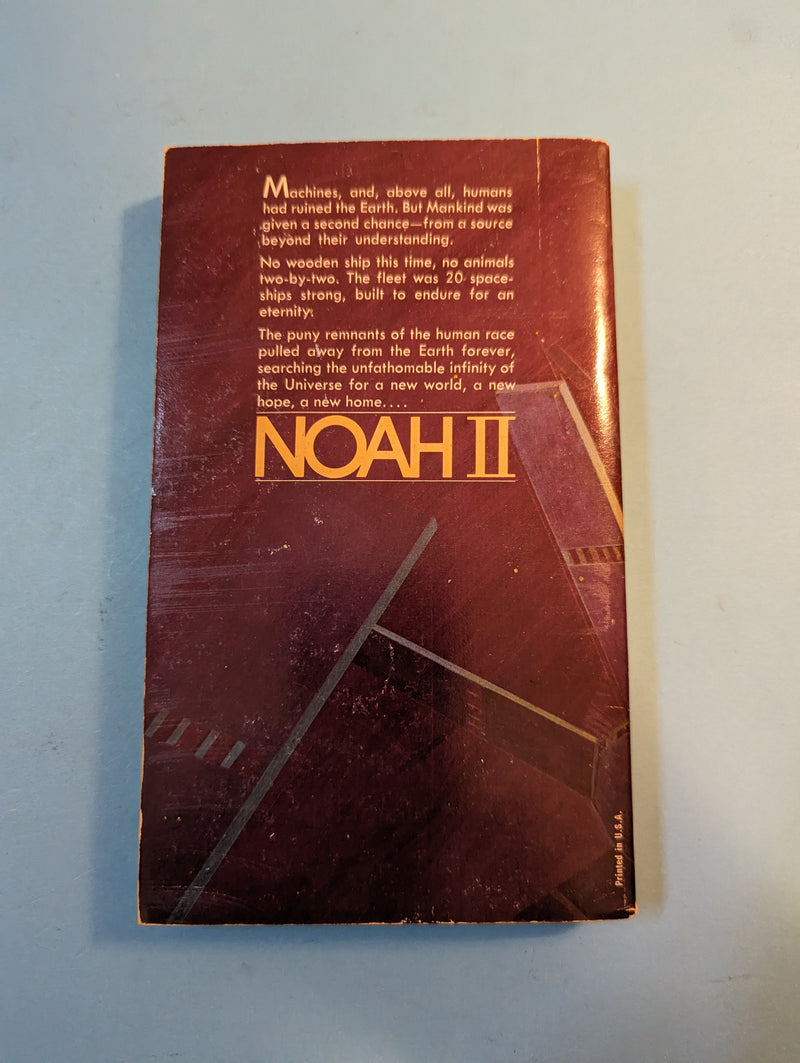 Machines, and, above all, humans
had ruined the Earth. But Mankind was
given a second chance—from a source
beyond their understanding.
No wooden ship this time, no animals
two-by-two. The fleet was 20 space-
ships strong, built to endure for an
eternity.
The puny remnants of the human race
pulled away from the Earth forever,
searching the unfathomable infinity of
the Universe for a new world, a new
hope, a new home....
NOAH II
Printed in U.S.A.